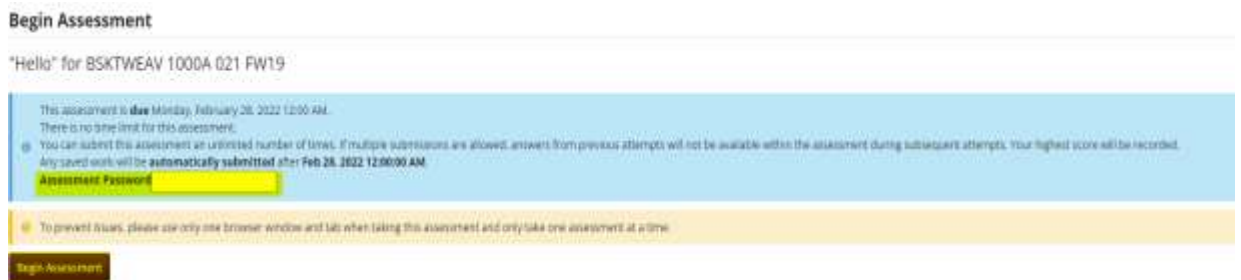 Begin Assessment
"Hello" for BSKTWEAV 1000A 021 FW19
This assessment is due Monday, February 28, 2022 12:00 AM.
There is no time limit for this assessment.
You can submit this assessment an unlimited number of times. If multiple submissions are allowed, answers from previous attempts will not be available within the assessment during subsequent attempts. Your highest score will be recorded.
Any saved work will be automatically submitted after Feb 28, 2022 12:00:00 AM.
Assessment Password
To prevent issues, please use only one browser window and tab when taking this assessment and only take one assessment at a time.
Begin Assessment